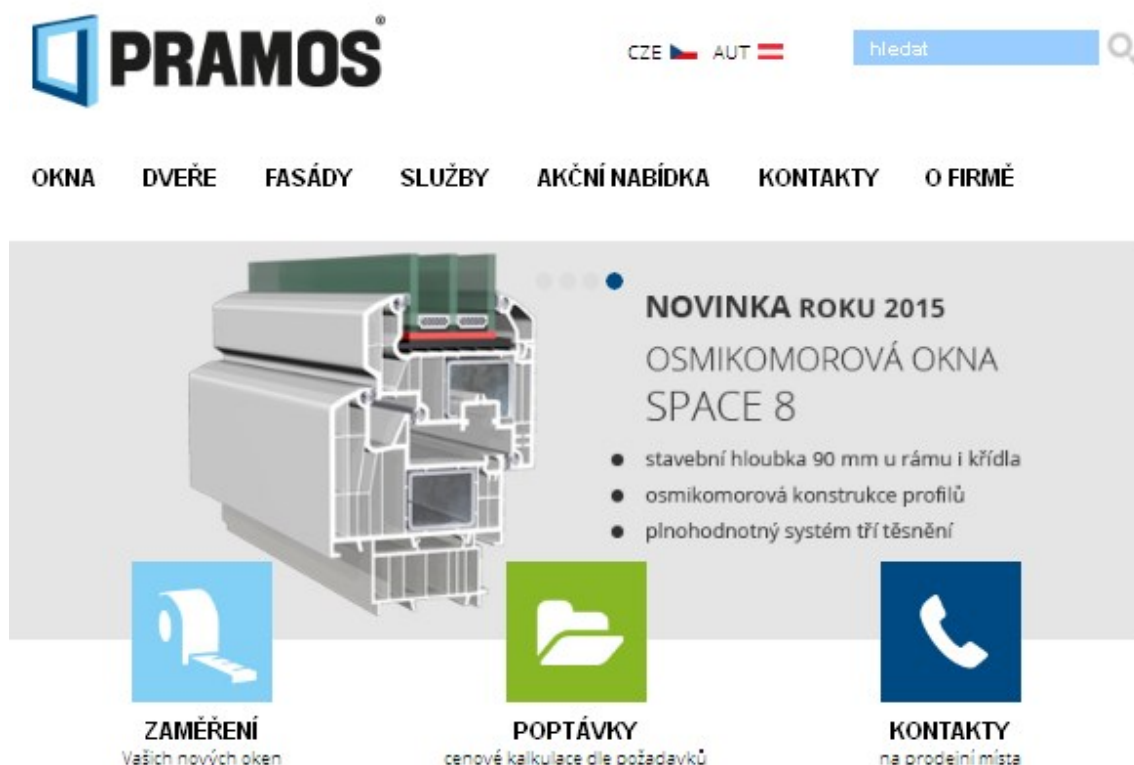 PRAMOS®
CZE AUT hledat
OKNA DVEŘE FASÁDY SLUŽBY AKČNÍ NABÍDKA KONTAKTY O FIRMĚ
NOVINKA ROKU 2015
OSMIKOMOROVÁ OKNA
SPACE 8
stavební hloubka 90 mm u rámu i křídla
osmikomorová konstrukce profilů
plnohodnotný systém tří těsnění
ZAMĚŘENÍ POPTÁVKY KONTAKTY
Vašich nových oken cenové kalkulace dle požadavků na prodejní místa